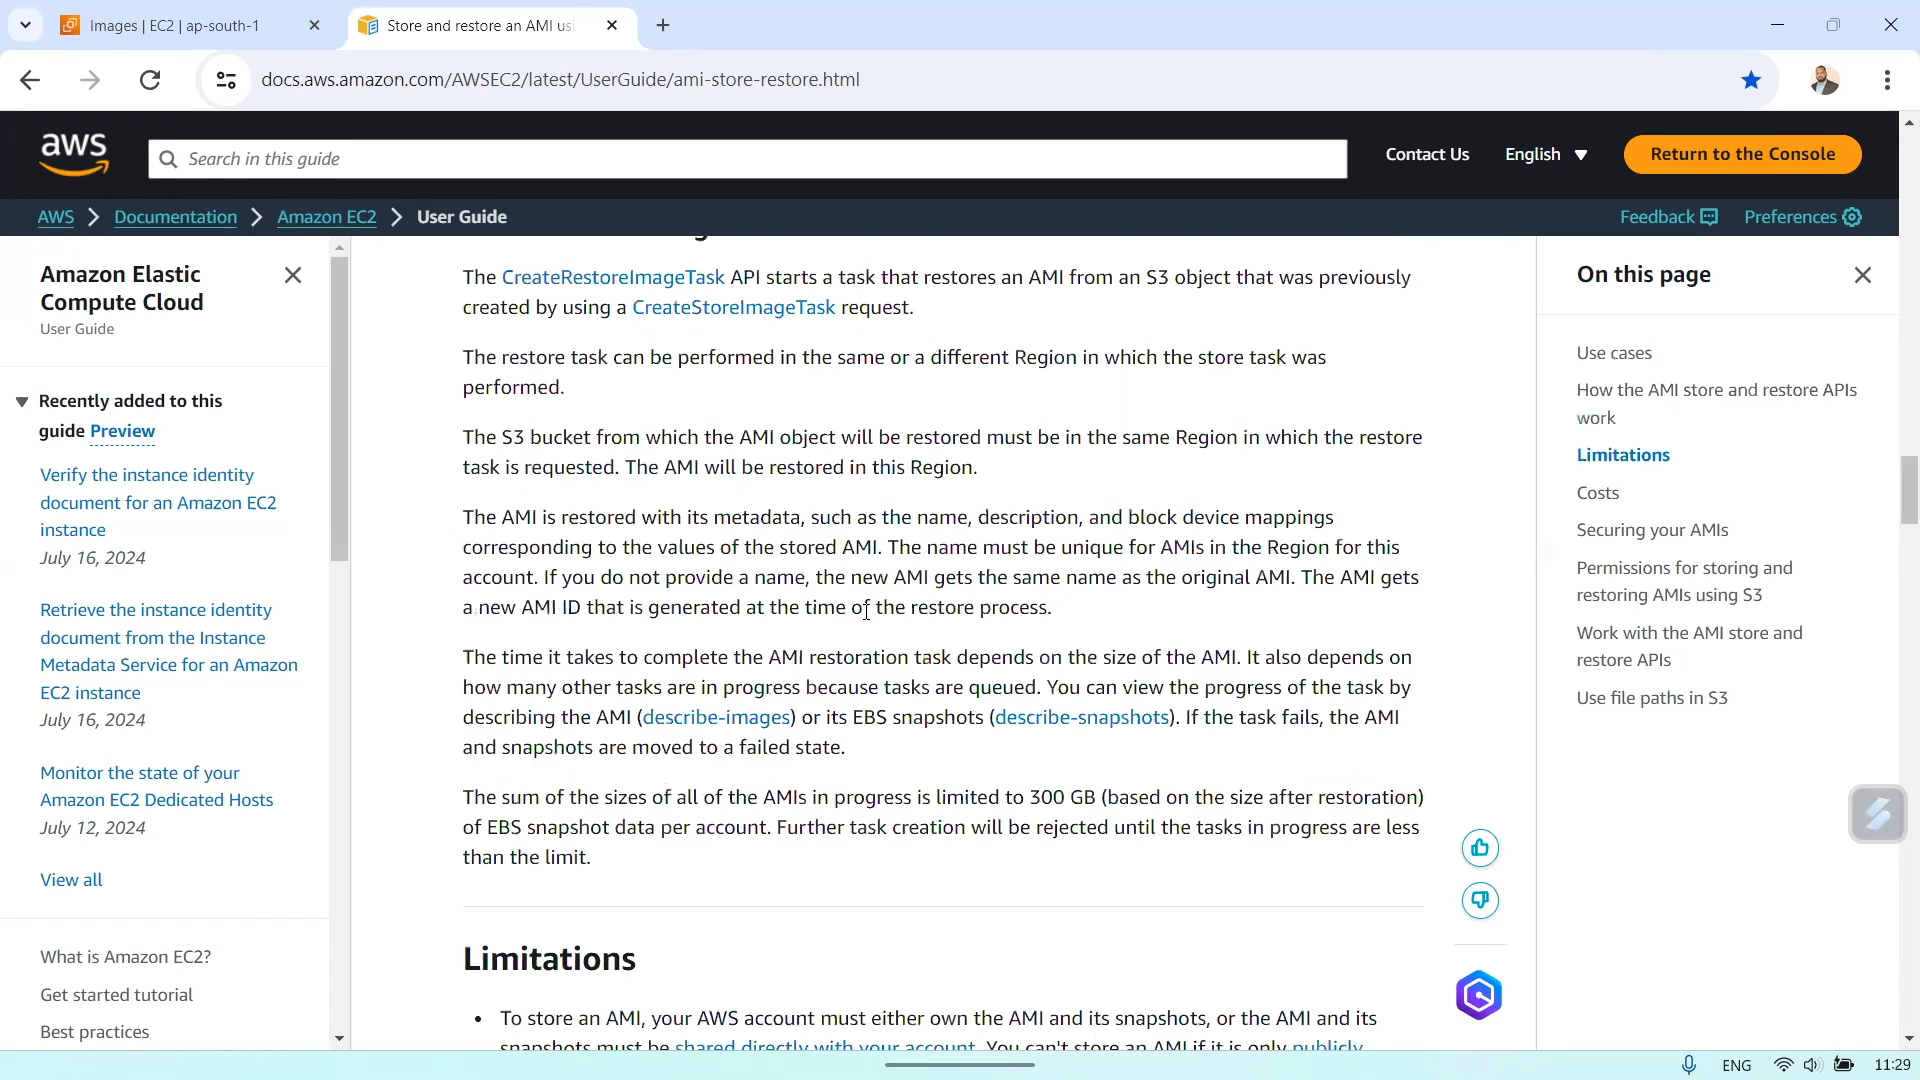 Images | EC2 | ap-south-1
Store and restore an AMI us
docs.aws.amazon.com/AWSEC2/latest/UserGuide/ami-store-restore.html
aws
Search in this guide
Contact Us
English
Return to the Console
AWS
Documentation
Amazon EC2
User Guide
Feedback
Preferences
Amazon Elastic
Compute Cloud
User Guide
Recently added to this
guide Preview
Verify the instance identity
document for an Amazon EC2
instance
July 16, 2024
Retrieve the instance identity
document from the Instance
Metadata Service for an Amazon
EC2 instance
July 16, 2024
Monitor the state of your
Amazon EC2 Dedicated Hosts
July 12, 2024
View all
What is Amazon EC2?
Get started tutorial
Best practices
The CreateRestoreImageTask API starts a task that restores an AMI from an S3 object that was previously
created by using a CreateStoreImageTask request.
The restore task can be performed in the same or a different Region in which the store task was
performed.
The S3 bucket from which the AMI object will be restored must be in the same Region in which the restore
task is requested. The AMI will be restored in this Region.
The AMI is restored with its metadata, such as the name, description, and block device mappings
corresponding to the values of the stored AMI. The name must be unique for AMIs in the Region for this
account. If you do not provide a name, the new AMI gets the same name as the original AMI. The AMI gets
a new AMI ID that is generated at the time of the restore process.
The time it takes to complete the AMI restoration task depends on the size of the AMI. It also depends on
how many other tasks are in progress because tasks are queued. You can view the progress of the task by
describing the AMI (describe-images) or its EBS snapshots (describe-snapshots). If the task fails, the AMI
and snapshots are moved to a failed state.
The sum of the sizes of all of the AMIs in progress is limited to 300 GB (based on the size after restoration)
of EBS snapshot data per account. Further task creation will be rejected until the tasks in progress are less
than the limit.
Limitations
• To store an AMI, your AWS account must either own the AMI and its snapshots, or the AMI and its
snapshots must be shared directly with your account. You can't store an AMI if it is only publicly
On this page
Use cases
How the AMI store and restore APIs
work
Limitations
Costs
Securing your AMIs
Permissions for storing and
restoring AMIs using S3
Work with the AMI store and
restore APIs
Use file paths in S3
ENG
11:29